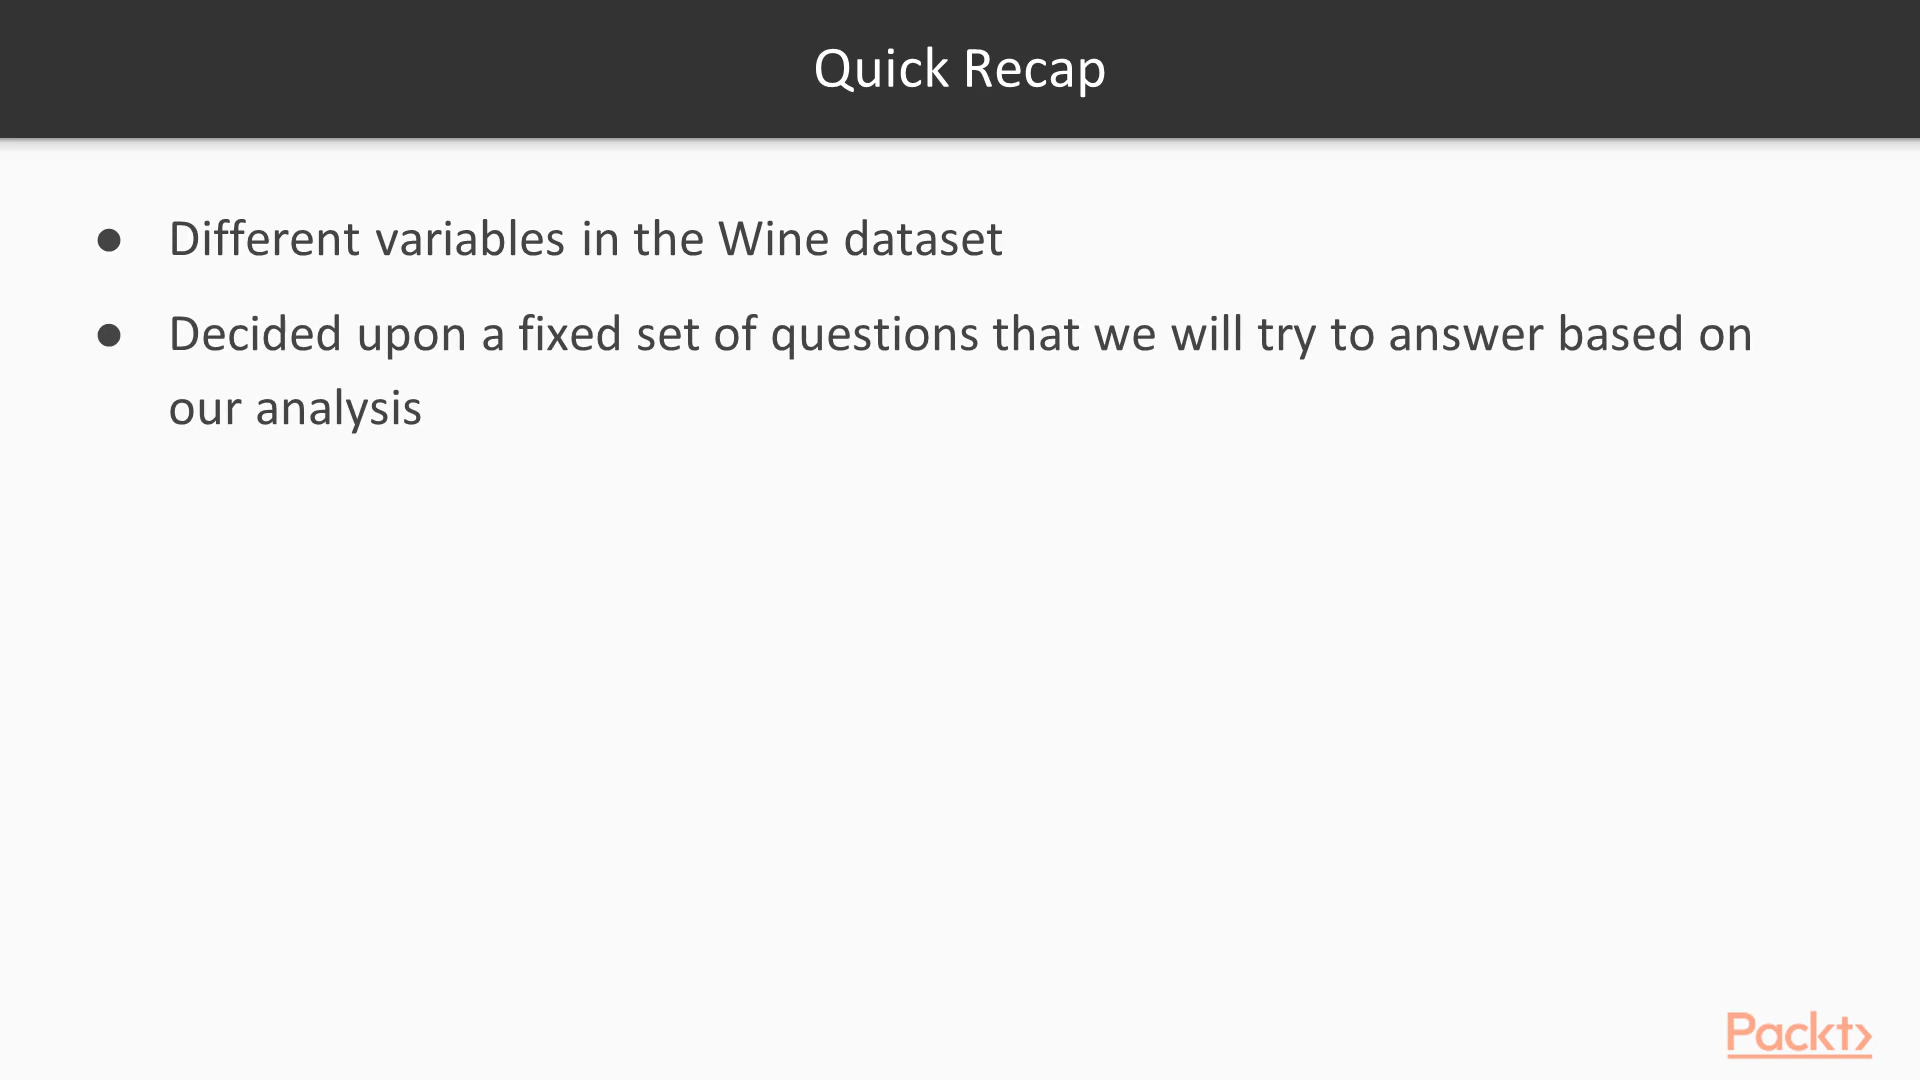 Quick Recap
● Different variables in the Wine dataset
● Decided upon a fixed set of questions that we will try to answer based on
our analysis
Packt>